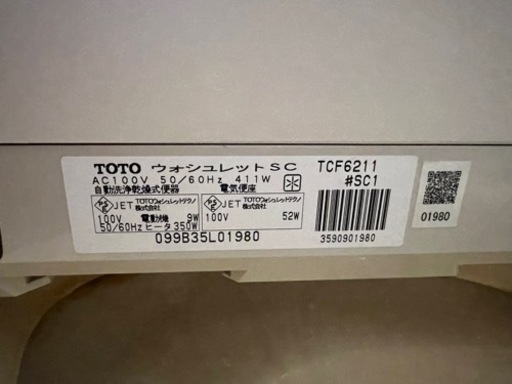 TOTO ウォシュレットSC
TCF6211
#SC1
AC100V 50/60Hz 411W
自動洗浄乾燥式便器 電気便座
JET TOTOウォシュレットテクノ株式会社
100V 電動機 9W
50/60Hz ヒータ350W
JET TOTOウォシュレットテクノ株式会社
100V 52W
099B35L01980
3590901980
01980